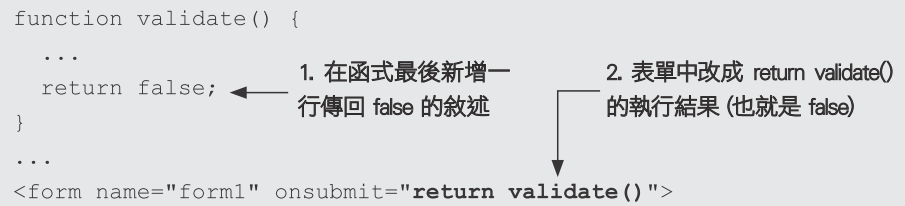 function validate() {
...
return false;
1. 在函式最後新增一
行傳回 false 的敘述
2. 表單中改成 return validate()
的執行結果 (也就是 false)
}
...
<form name="form1" onsubmit="return validate()">